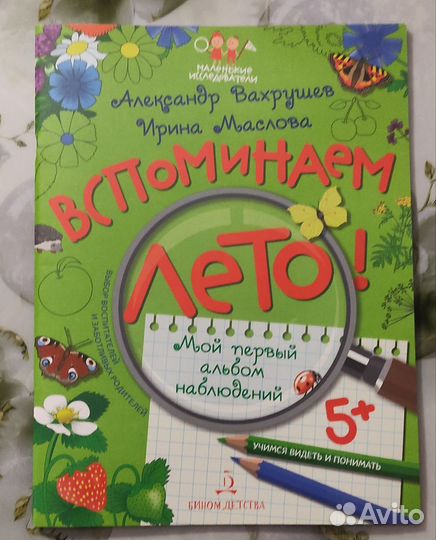 МАЛЕНЬКИЕ
ИССЛЕДОВАТЕЛИ
Александр Вахрушев
Ирина Маслова
ВСПОМИНАЕМ
ЛЕТО!
ВЫБОР ВОСПИТАТЕЛЕЙ
И ЗАБОТЛИВЫХ РОДИТЕЛЕЙ
Мой первый
альбом
наблюдений
5+
УЧИМСЯ ВИДЕТЬ И ПОНИМАТЬ
БИНОМ ДЕТСТВА
Avito